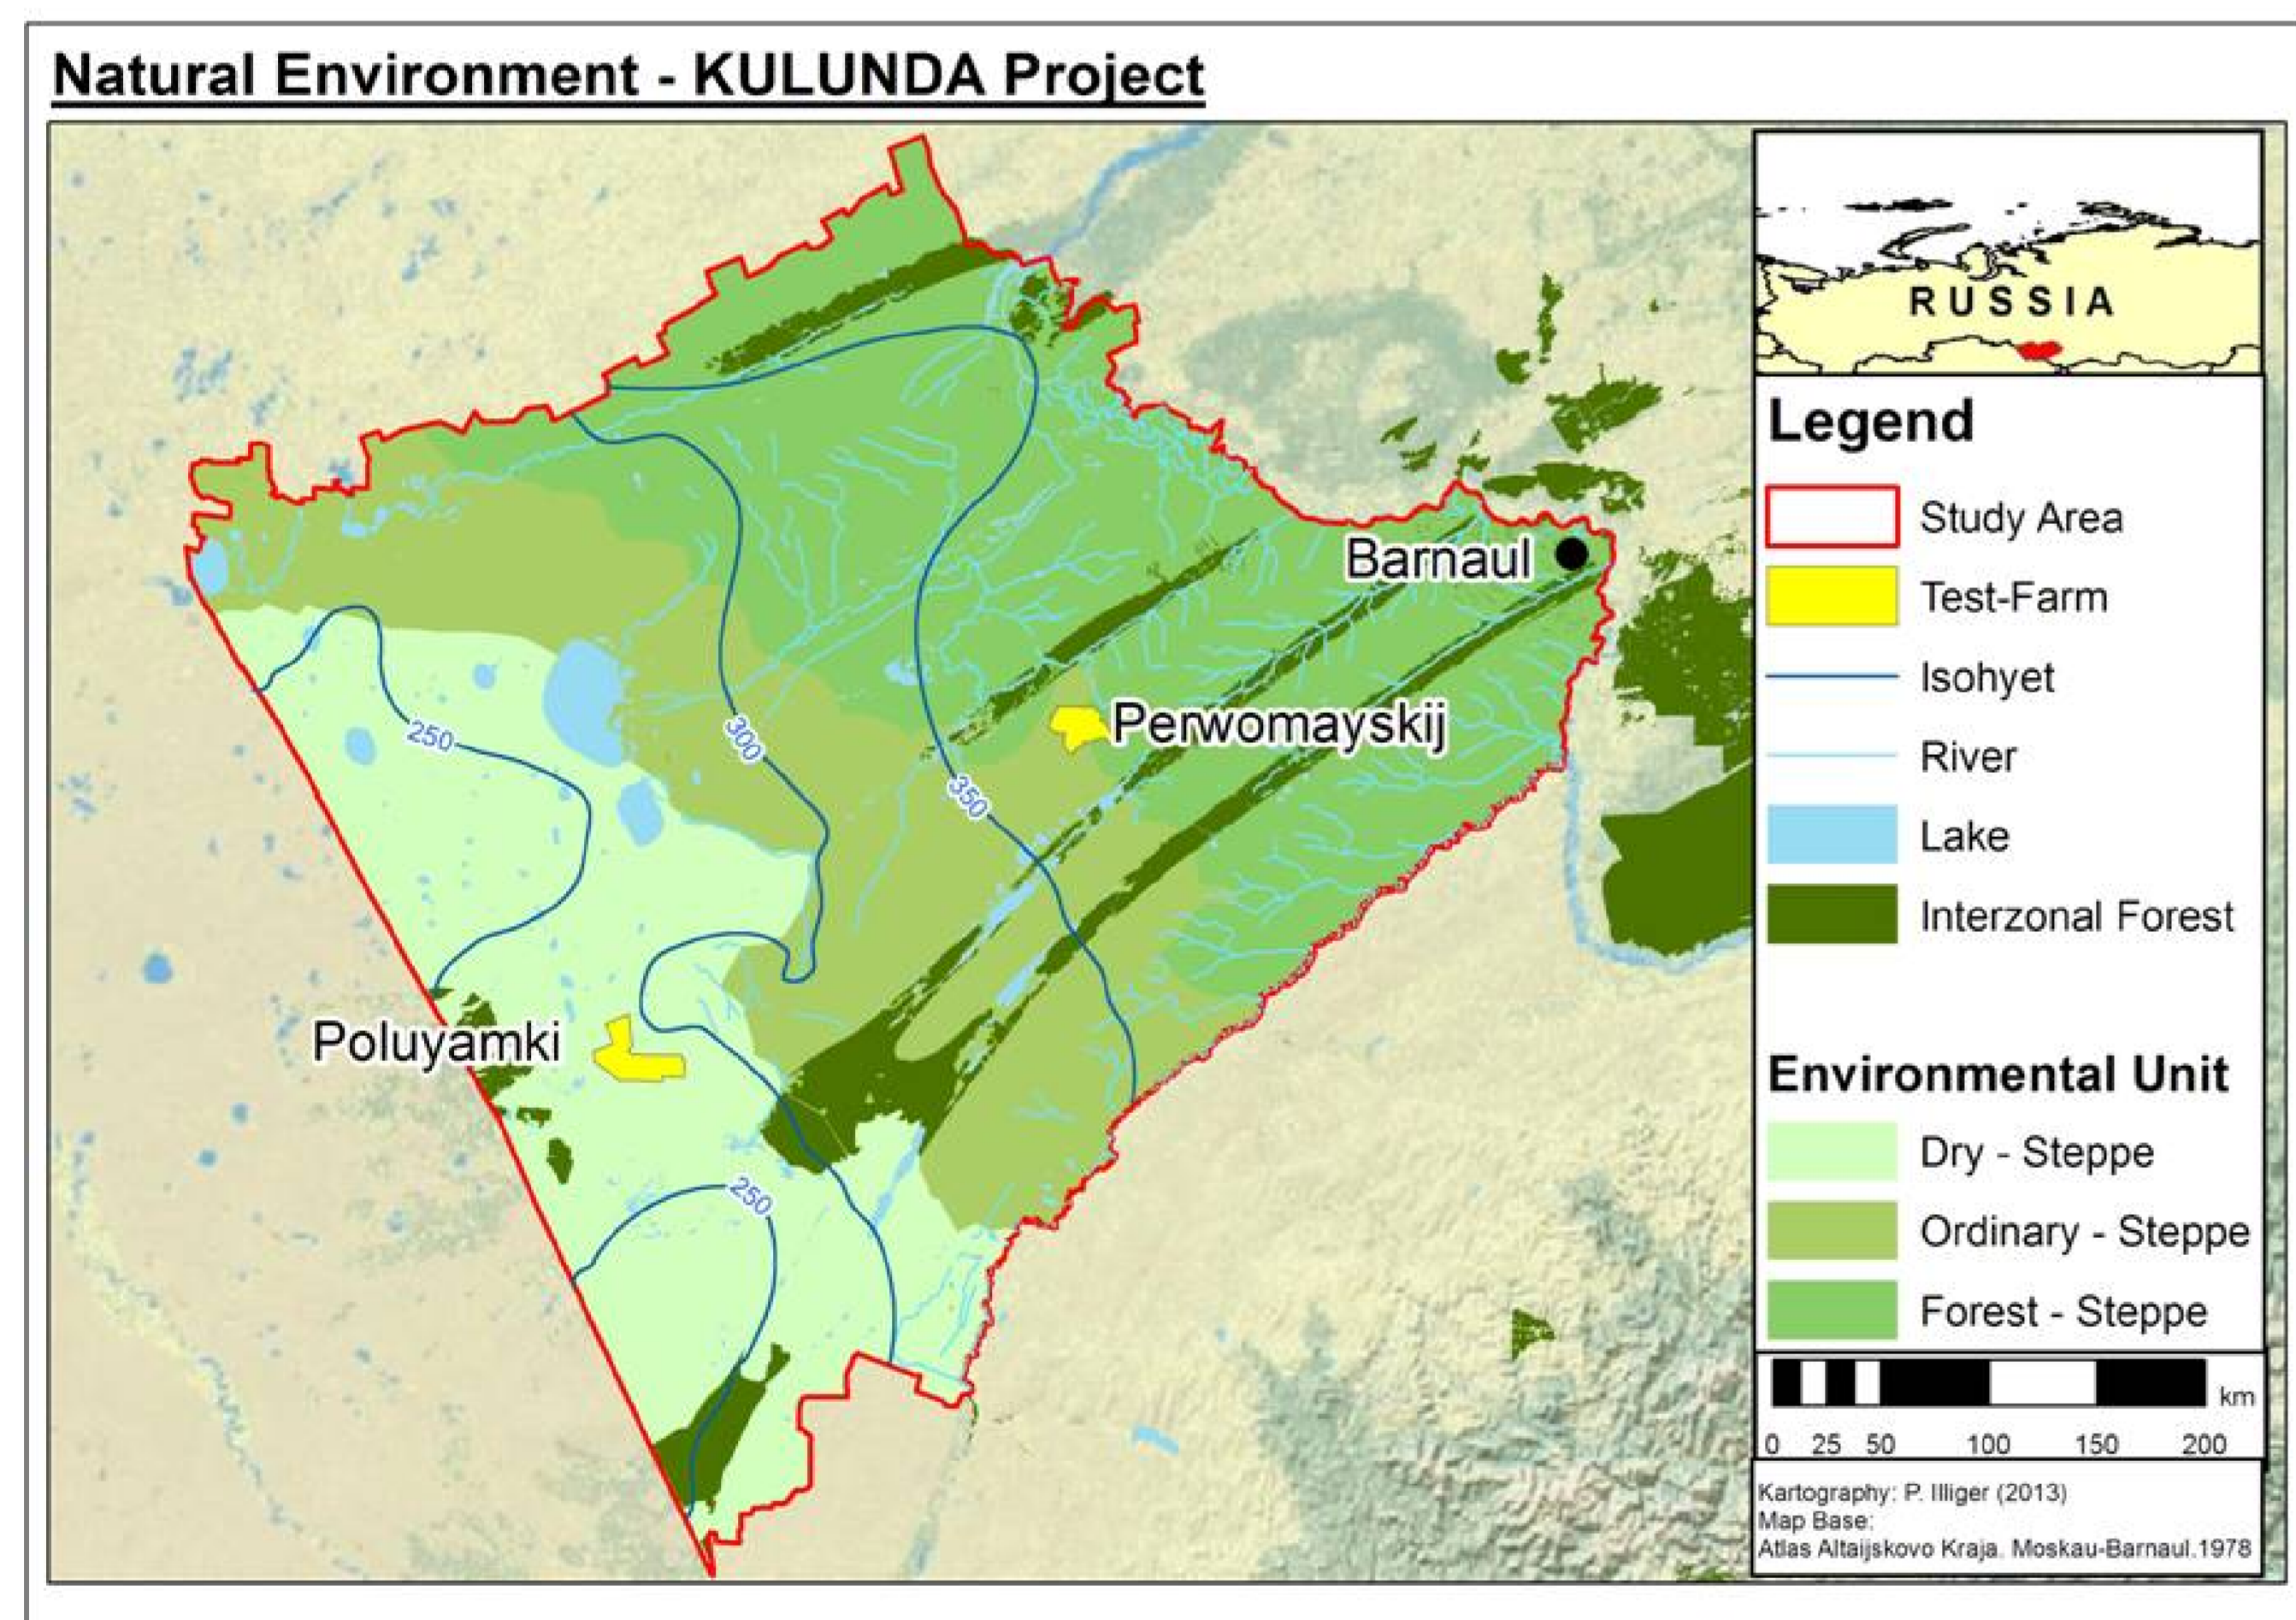 Natural Environment - KULUNDA Project
RUSSIA
Barnaul
Perwomayskij
Poluyamki
250
300
350
250
Legend
Study Area
Test-Farm
Isohyet
River
Lake
Interzonal Forest
Environmental Unit
Dry - Steppe
Ordinary - Steppe
Forest - Steppe
km
0 25 50 100 150 200
Kartography: P. Illiger (2013)
Map Base:
Atlas Altaijskovo Kraja. Moskau-Barnaul.1978